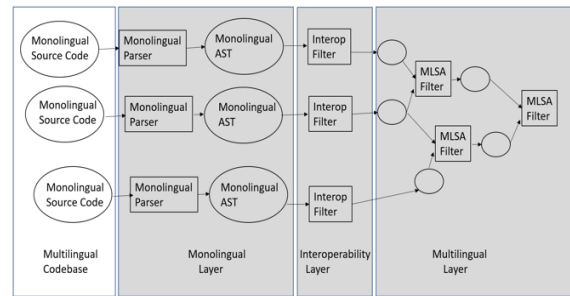 Monolingual
Source Code
Monolingual
Parser
Monolingual
AST
Interop
Filter
MLSA
Filter
MLSA
Filter
Monolingual
Source Code
Monolingual
Parser
Monolingual
AST
Interop
Filter
MLSA
Filter
Monolingual
Source Code
Monolingual
Parser
Monolingual
AST
Interop
Filter
Multilingual
Codebase
Monolingual
Layer
Interoperability
Layer
Multilingual
Layer